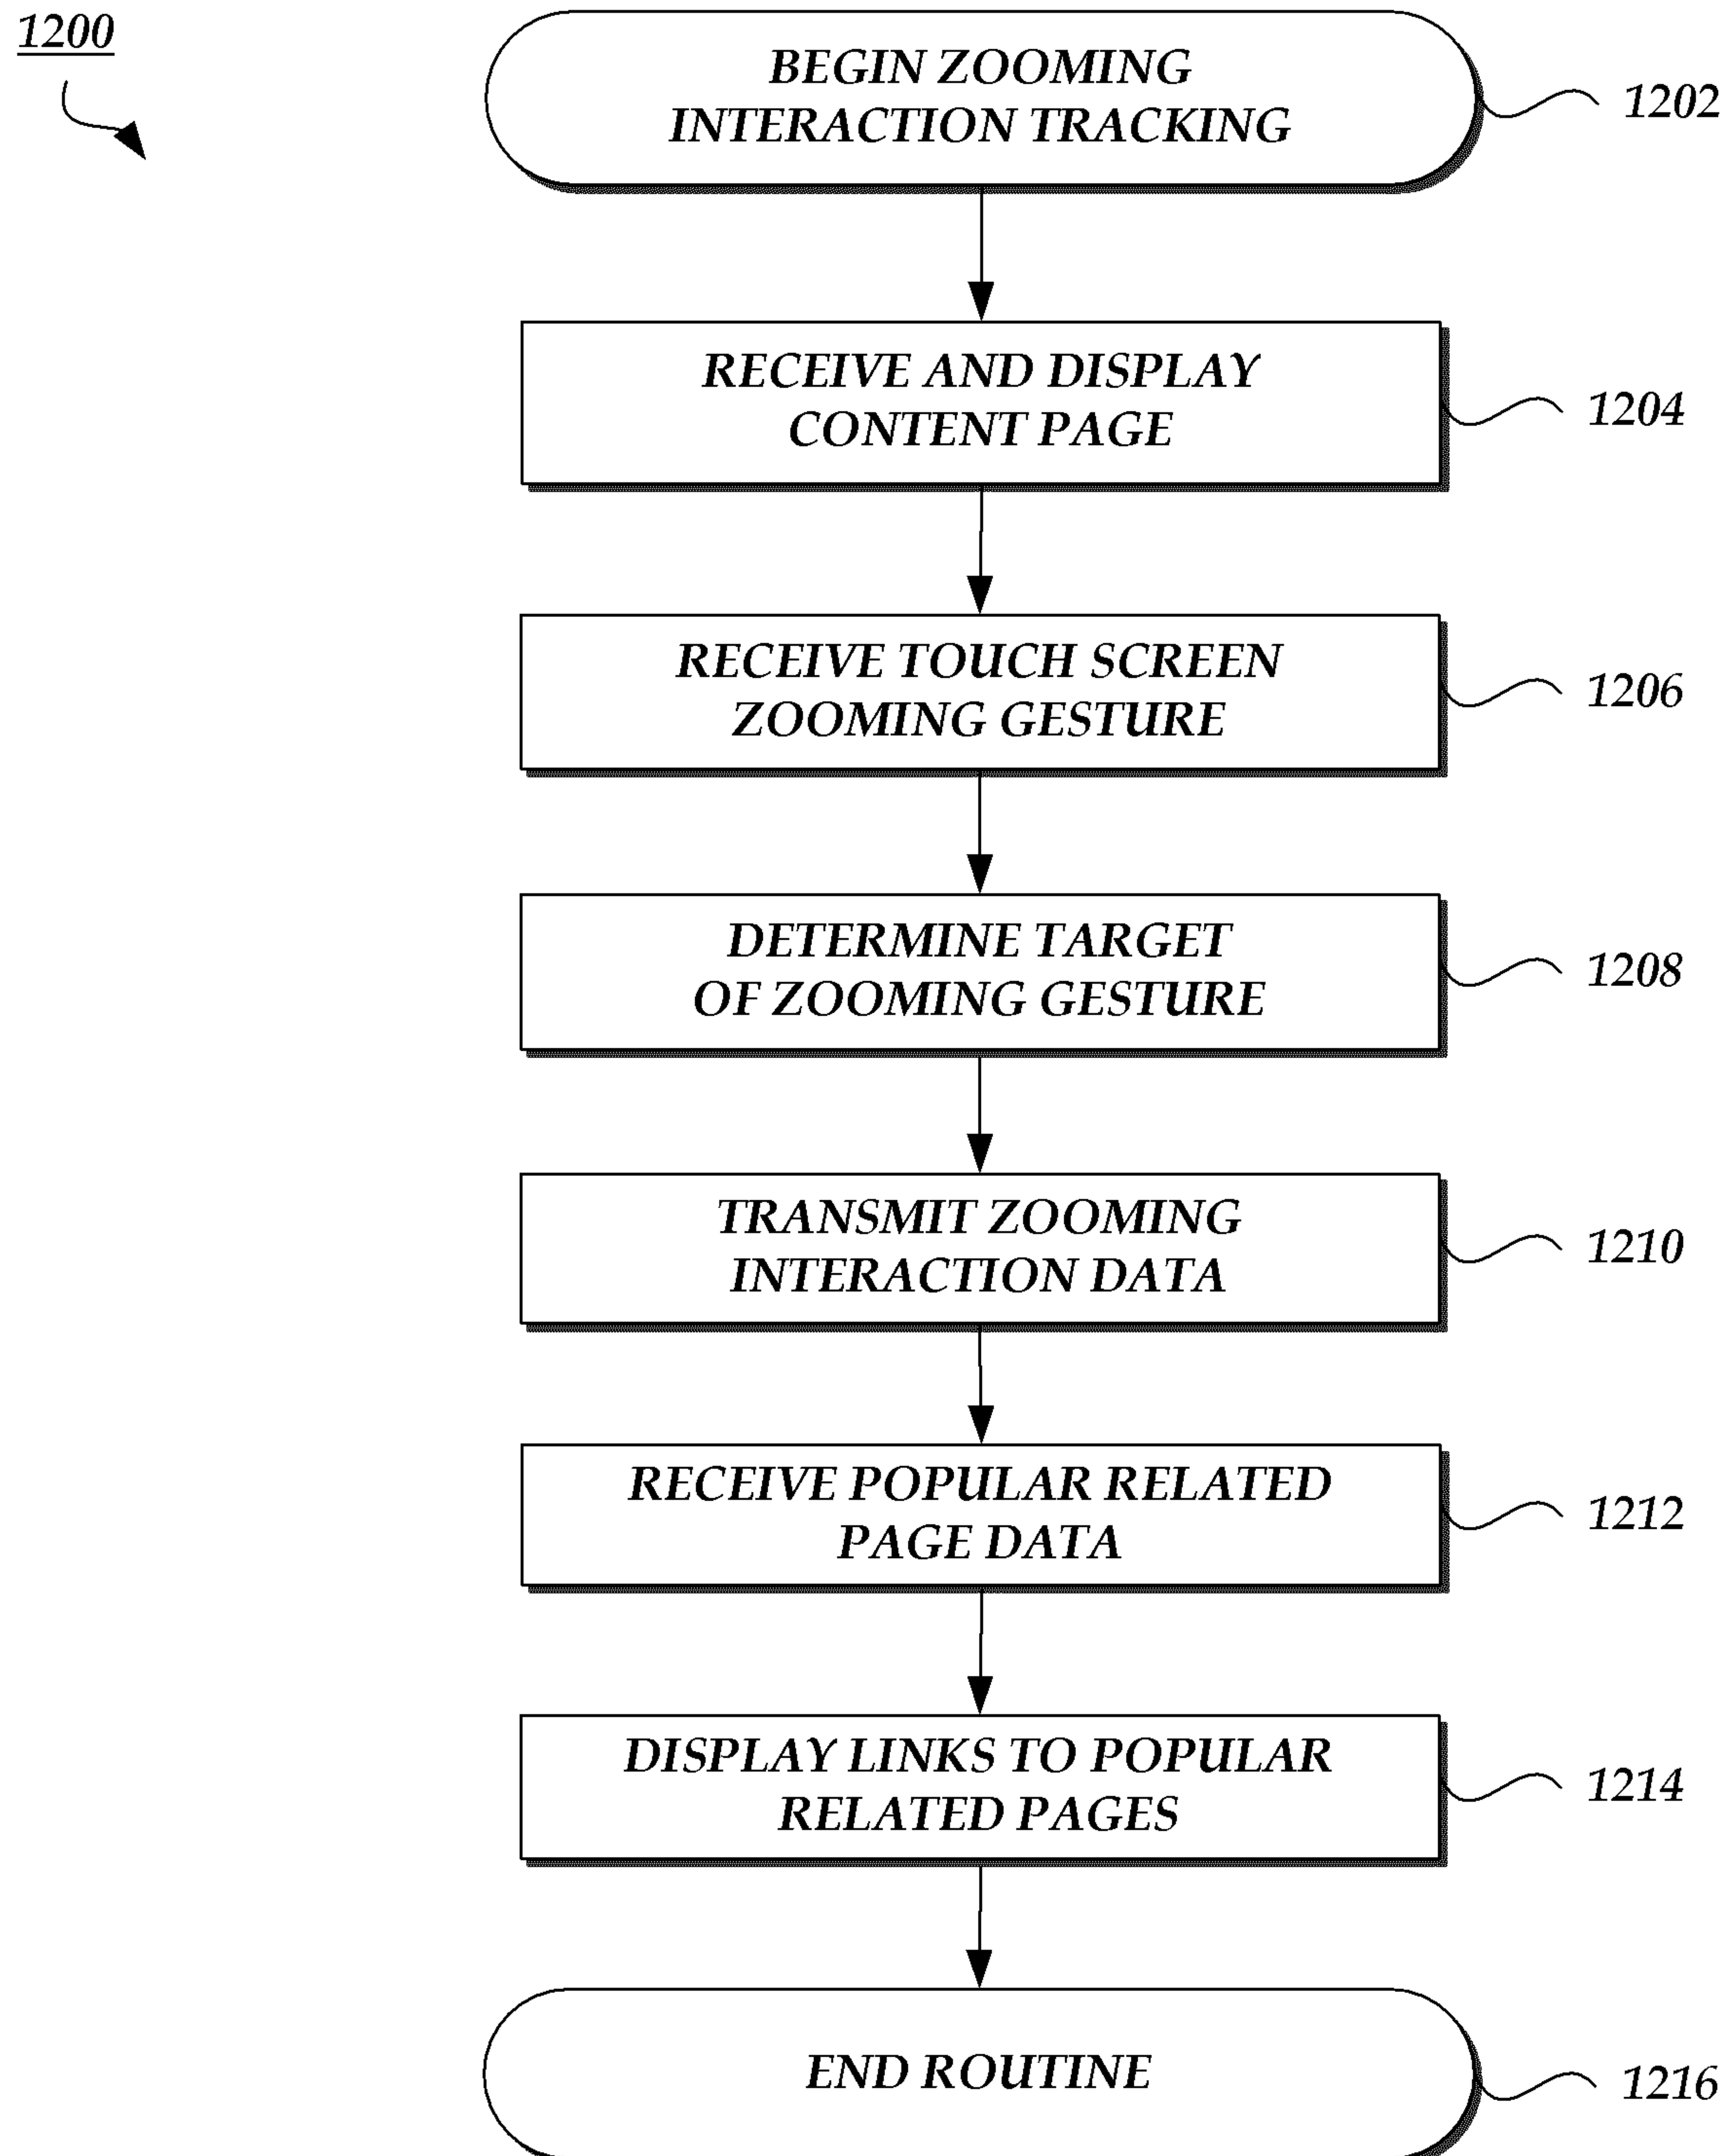 1200
BEGIN ZOOMING
INTERACTION TRACKING
1202
RECEIVE AND DISPLAY
CONTENT PAGE
1204
RECEIVE TOUCH SCREEN
ZOOMING GESTURE
1206
DETERMINE TARGET
OF ZOOMING GESTURE
1208
TRANSMIT ZOOMING
INTERACTION DATA
1210
RECEIVE POPULAR RELATED
PAGE DATA
1212
DISPLAY LINKS TO POPULAR
RELATED PAGES
1214
END ROUTINE
1216